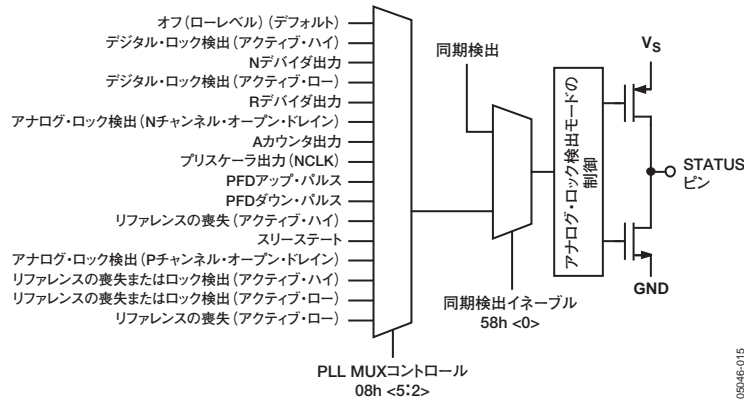 オフ（ローレベル）（デフォルト）
デジタル・ロック検出（アクティブ・ハイ）
Nデバイダ出力
デジタル・ロック検出（アクティブ・ロー）
Rデバイダ出力
アナログ・ロック検出（Nチャンネル・オープン・ドレイン）
Aカウンタ出力
プリスケーラ出力（NCLK）
PFDアップ・パルス
PFDダウン・パルス
リファレンスの喪失（アクティブ・ハイ）
スリーステート
アナログ・ロック検出（Pチャンネル・オープン・ドレイン）
リファレンスの喪失またはロック検出（アクティブ・ハイ）
リファレンスの喪失またはロック検出（アクティブ・ロー）
リファレンスの喪失（アクティブ・ロー）
PLL MUXコントロール
08h <5:2>
同期検出
同期検出イネーブル
58h <0>
アナログ・ロック検出モードの
制御
VS
STATUS
ピン
GND
05046-015